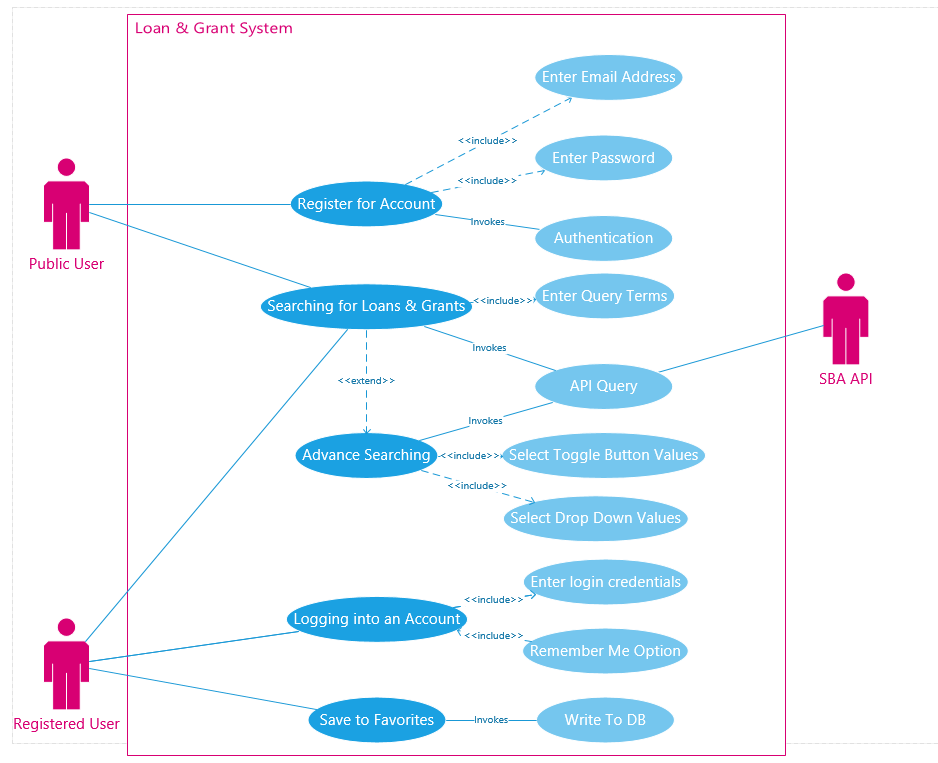 Loan & Grant System
Enter Email Address
<<include>>
Enter Password
<<include>>
Register for Account
Invokes
Authentication
Public User
Searching for Loans & Grants
<<include>>
Enter Query Terms
Invokes
SBA API
<<extend>>
API Query
Invokes
Advance Searching
<<include>>
Select Toggle Button Values
<<include>>
Select Drop Down Values
Enter login credentials
<<include>>
Logging into an Account
<<include>>
Remember Me Option
Registered User
Save to Favorites
Invokes
Write To DB